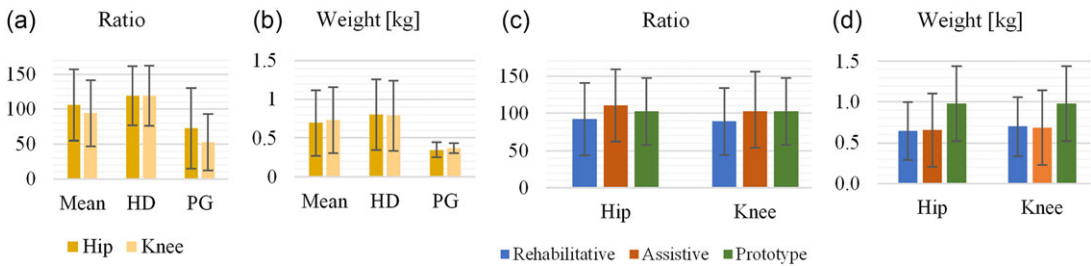 (a) Ratio
150
100
50
0
Mean HD PG
(b) Weight [kg]
1.5
1
0.5
0
Mean HD PG
Hip Knee
(c) Ratio
150
100
50
0
Hip Knee
(d) Weight [kg]
1.5
1.0
0.5
0.0
Hip Knee
Rehabilitative Assistive Prototype